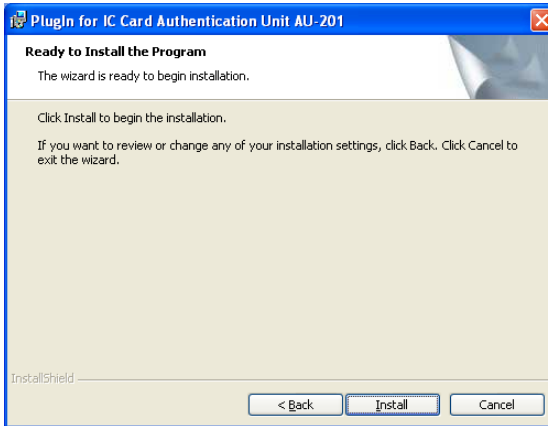 PlugIn for IC Card Authentication Unit AU-201
Ready to Install the Program
The wizard is ready to begin installation.
Click Install to begin the installation.
If you want to review or change any of your installation settings, click Back. Click Cancel to
exit the wizard.
InstallShield
< Back
Install
Cancel